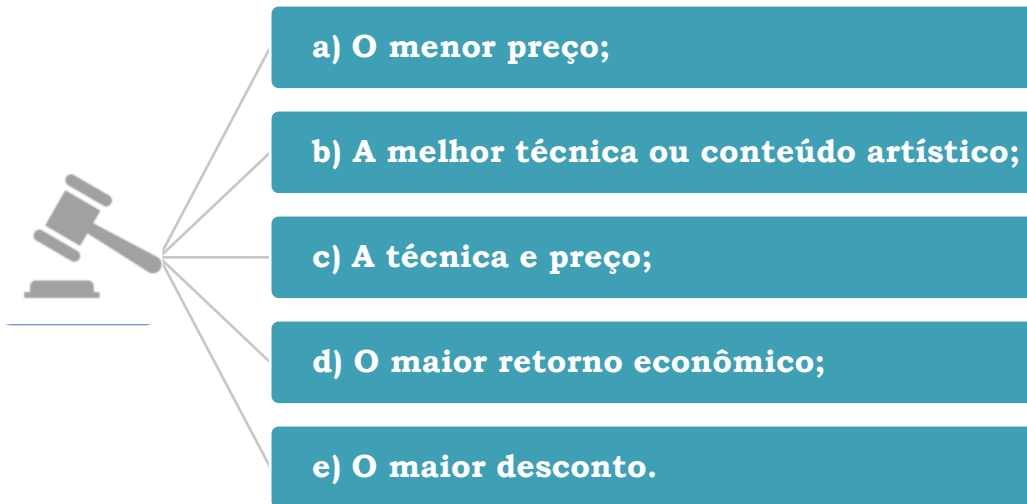 a) O menor preço;
b) A melhor técnica ou conteúdo artístico;
c) A técnica e preço;
d) O maior retorno econômico;
e) O maior desconto.